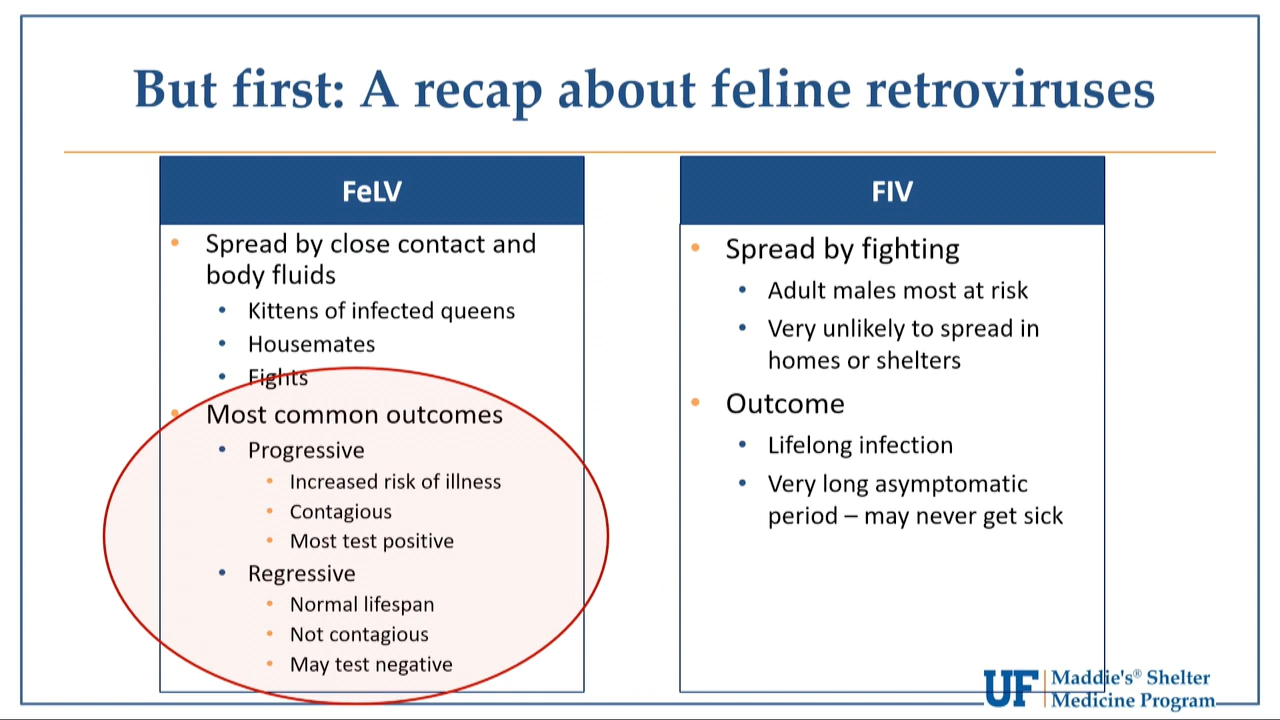 But first: A recap about feline retroviruses
FeLV
• Spread by close contact and
body fluids
• Kittens of infected queens
• Housemates
• Fights
• Most common outcomes
• Progressive
• Increased risk of illness
• Contagious
• Most test positive
• Regressive
• Normal lifespan
• Not contagious
• May test negative
FIV
• Spread by fighting
• Adult males most at risk
• Very unlikely to spread in
homes or shelters
• Outcome
• Lifelong infection
• Very long asymptomatic
period – may never get sick
UF
Maddie's® Shelter
Medicine Program